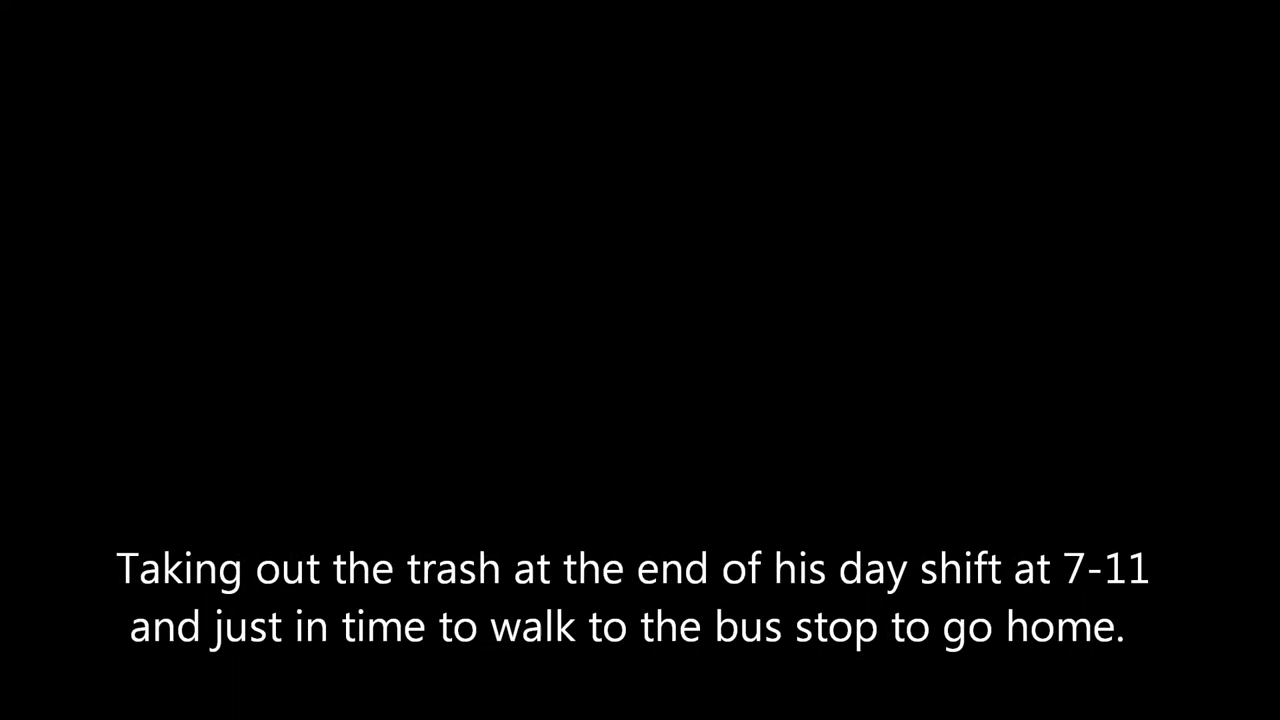 Taking out the trash at the end of his day shift at 7-11
and just in time to walk to the bus stop to go home.